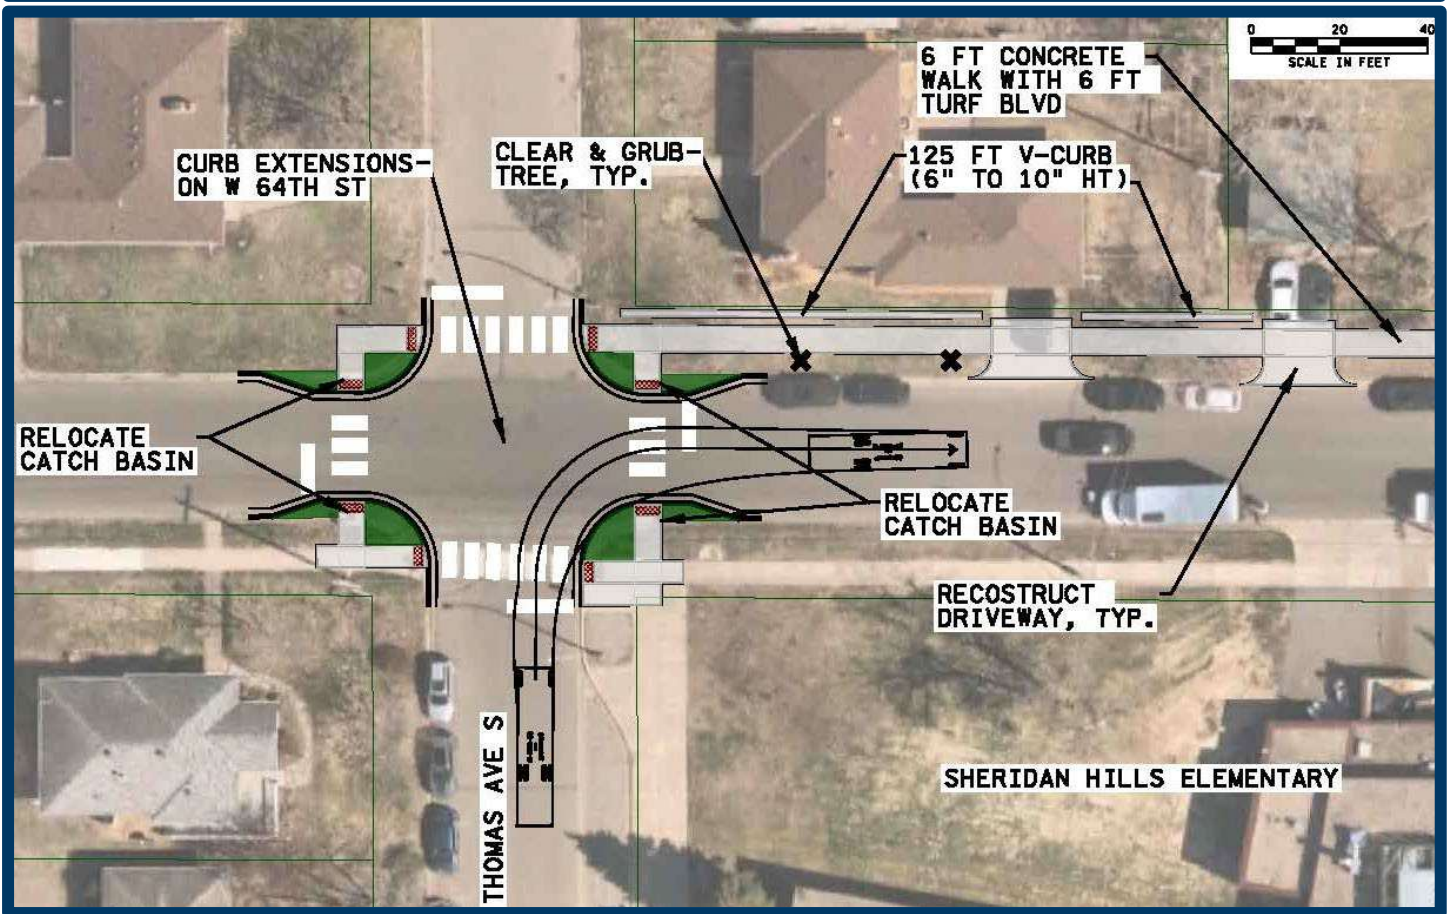 0 20 40
SCALE IN FEET
6 FT CONCRETE
WALK WITH 6 FT
TURF BLVD
CURB EXTENSIONS
ON W 64TH ST
CLEAR & GRUB
TREE, TYP.
125 FT V-CURB
(6" TO 10" HT)
RELOCATE
CATCH BASIN
RELOCATE
CATCH BASIN
RECOSTRUCT
DRIVEWAY, TYP.
THOMAS AVE S
SHERIDAN HILLS ELEMENTARY